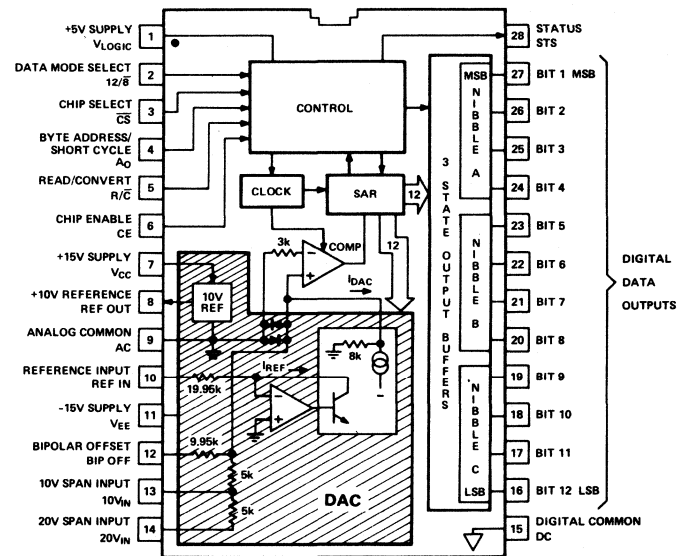 +5V SUPPLY
VLOGIC
1
DATA MODE SELECT
12/8̅
2
CHIP SELECT
C̅S̅
3
BYTE ADDRESS/
SHORT CYCLE
AO
4
READ/CONVERT
R/C̅
5
CHIP ENABLE
CE
6
+15V SUPPLY
VCC
7
+10V REFERENCE
REF OUT
8
ANALOG COMMON
AC
9
REFERENCE INPUT
REF IN
10
-15V SUPPLY
VEE
11
BIPOLAR OFFSET
BIP OFF
12
10V SPAN INPUT
10VIN
13
20V SPAN INPUT
20VIN
14
CONTROL
CLOCK
SAR
12
12
3k
COMP
-
+
IDAC
10V
REF
8k
-
IREF
19.95k
-
+
9.95k
5k
5k
DAC
3 STATE OUTPUT BUFFERS
MSB
NIBBLE A
NIBBLE B
NIBBLE C
LSB
28
STATUS
STS
27
BIT 1 MSB
26
BIT 2
25
BIT 3
24
BIT 4
23
BIT 5
22
BIT 6
21
BIT 7
20
BIT 8
19
BIT 9
18
BIT 10
17
BIT 11
16
BIT 12 LSB
15
DIGITAL COMMON
DC
DIGITAL
DATA
OUTPUTS